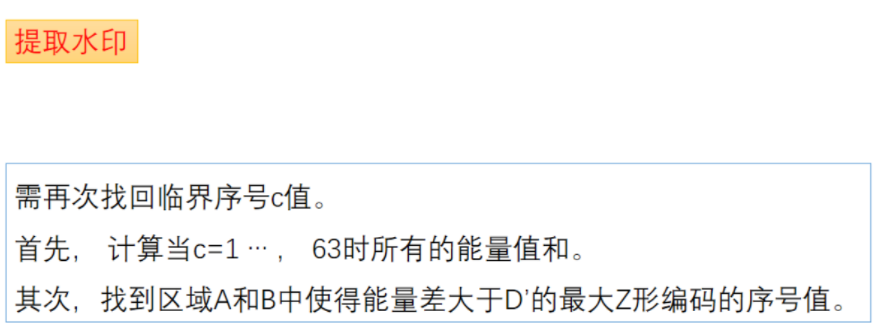 提取水印
需再次找回临界序号c值。
首先， 计算当c=1 … ， 63时所有的能量值和。
其次，找到区域A和B中使得能量差大于D’的最大Z形编码的序号值。